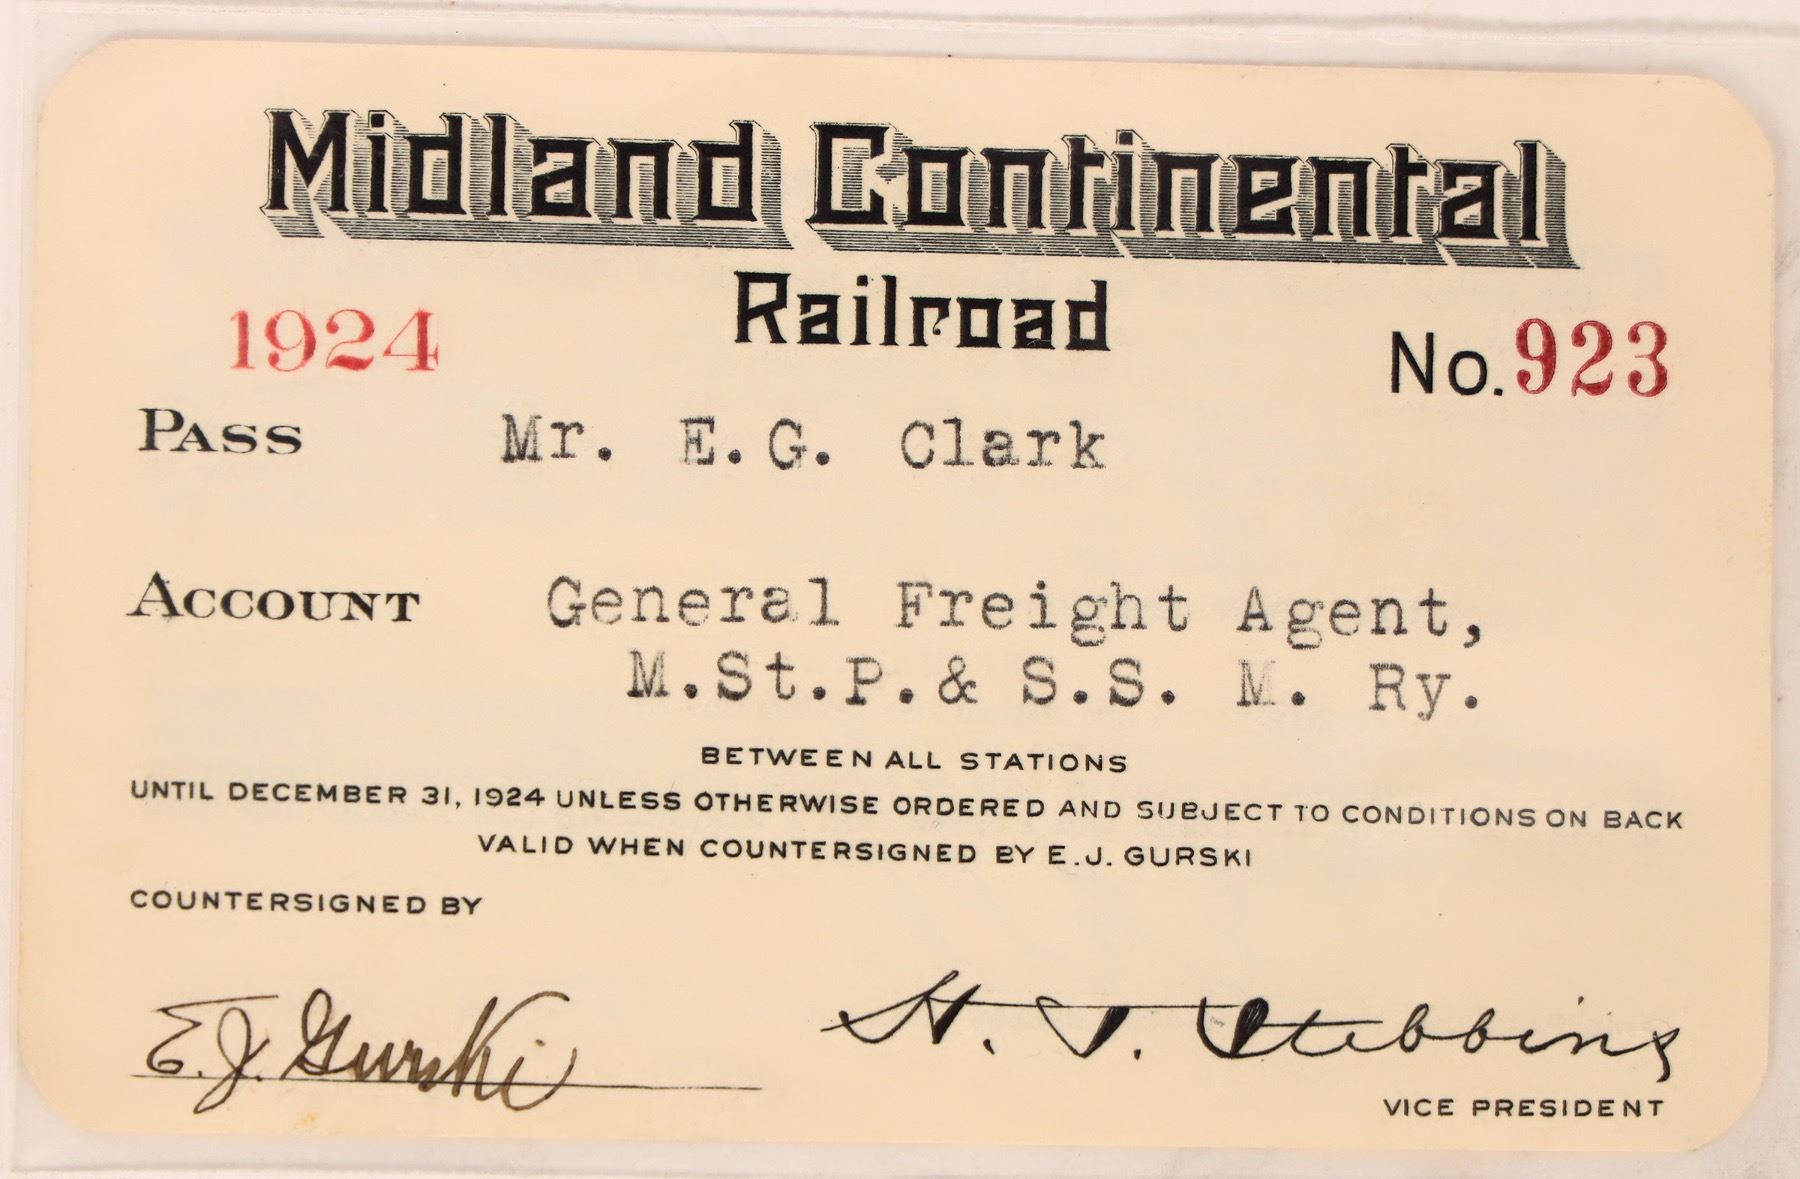 Midland Continental
Railroad
1924
No. 923
PASS Mr. E.G. Clark
ACCOUNT General Freight Agent,
M.St.P.& S.S. M. Ry.
BETWEEN ALL STATIONS
UNTIL DECEMBER 31, 1924 UNLESS OTHERWISE ORDERED AND SUBJECT TO CONDITIONS ON BACK
VALID WHEN COUNTERSIGNED BY E.J. GURSKI
COUNTERSIGNED BY
E. J. Gurski
H. T. Stebbins
VICE PRESIDENT